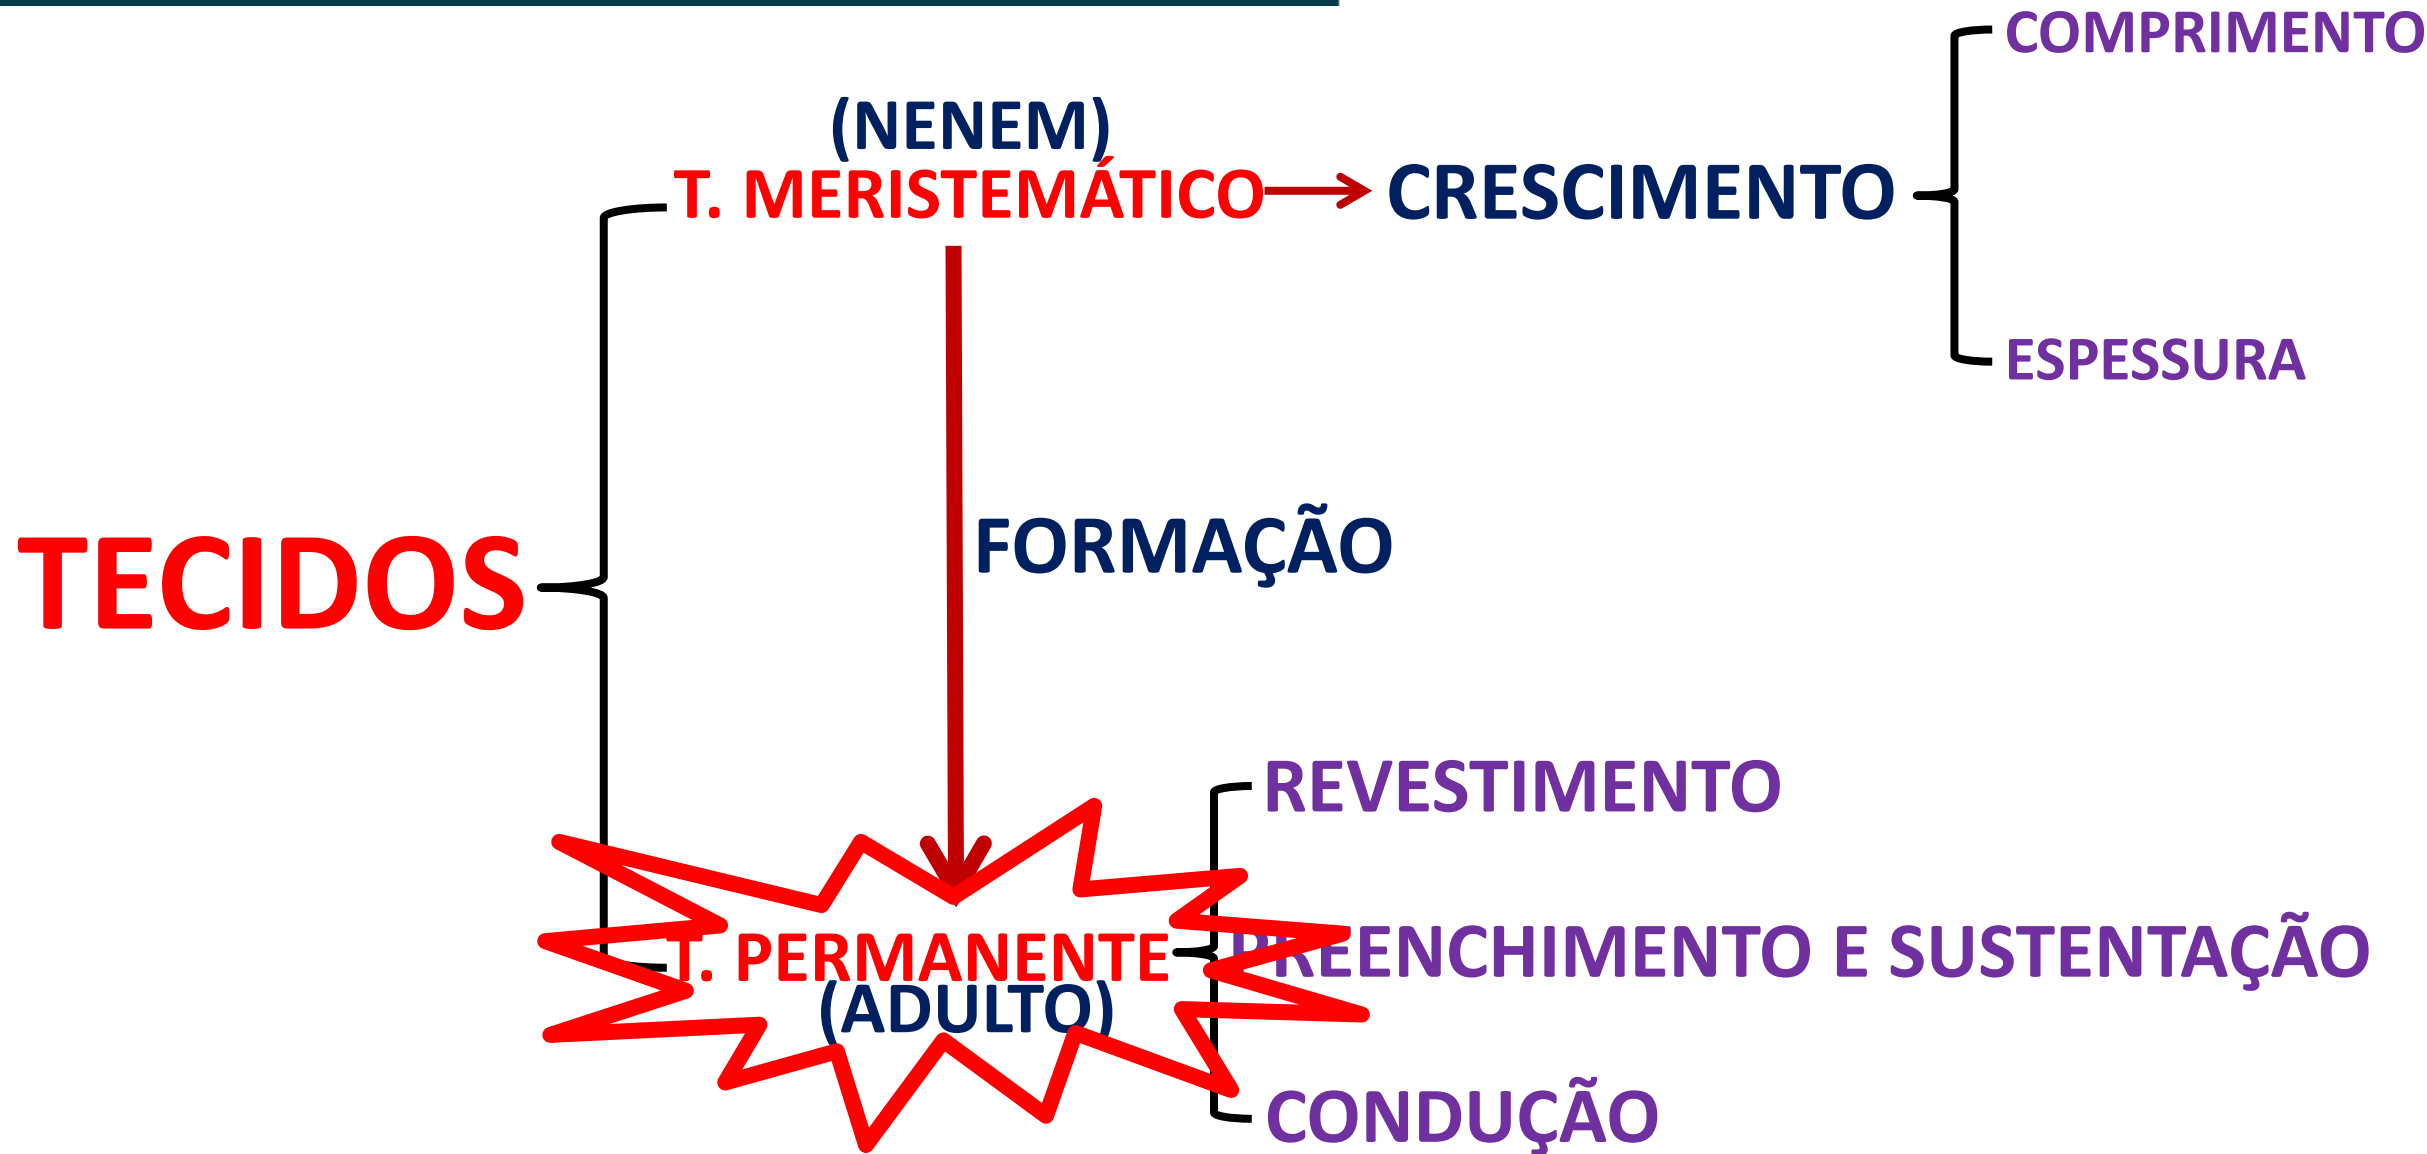 COMPRIMENTO
(NENEM)
T. MERISTEMÁTICO
CRESCIMENTO
ESPESSURA
FORMAÇÃO
TECIDOS
REVESTIMENTO
T. PERMANENTE
(ADULTO)
PREENCHIMENTO E SUSTENTAÇÃO
CONDUÇÃO